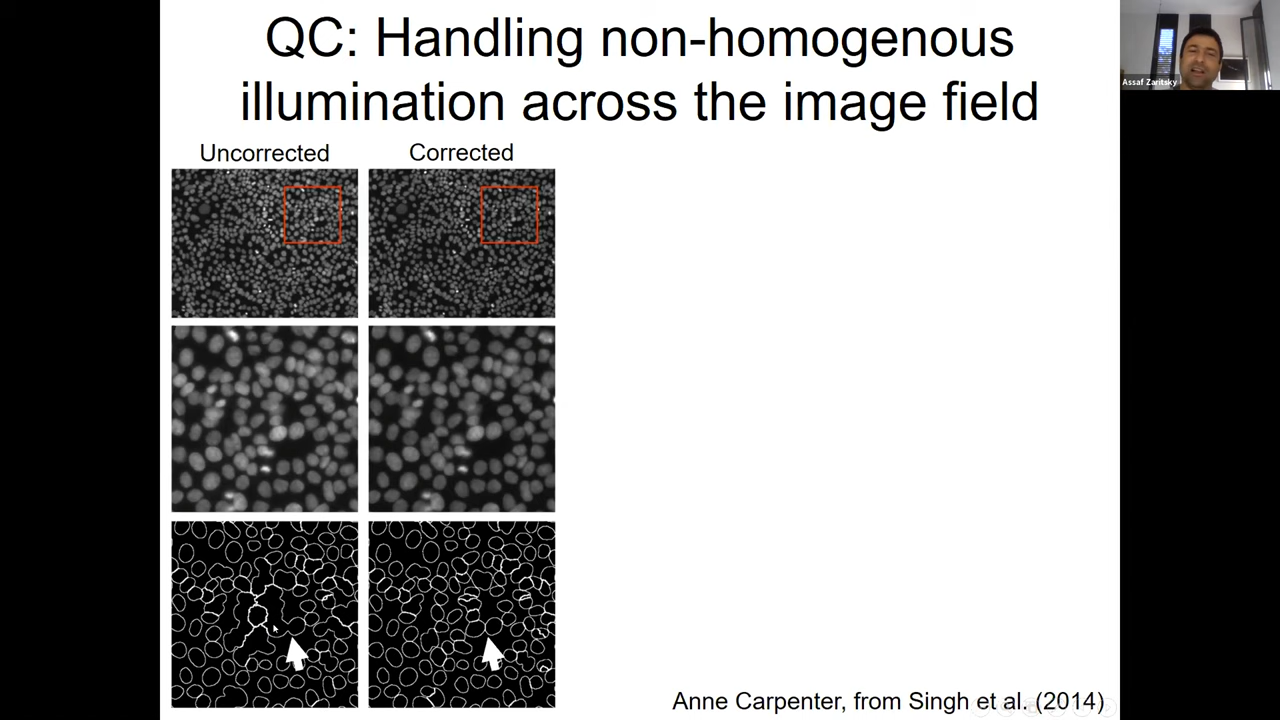 QC: Handling non-homogenous
illumination across the image field
Assaf Zaritsky
Uncorrected
Corrected
Anne Carpenter, from Singh et al. (2014)